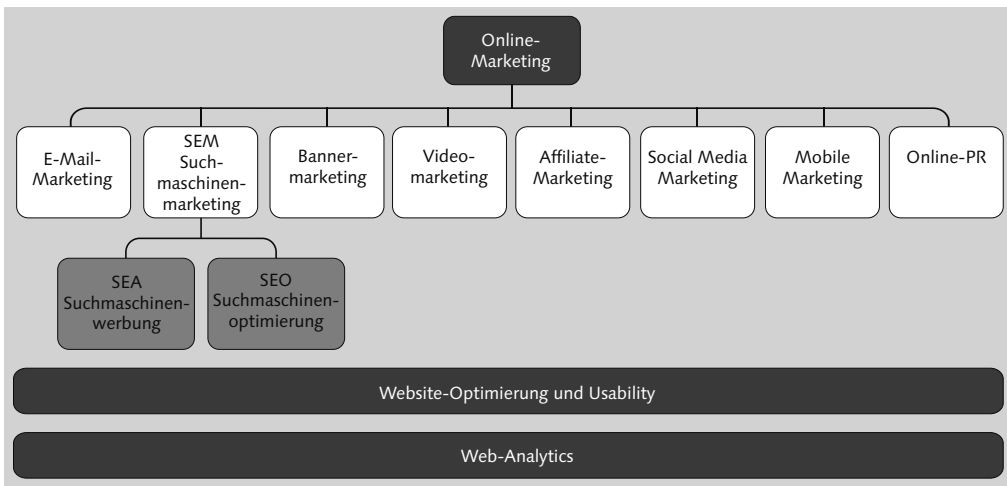 Online-
Marketing
E-Mail-
Marketing
SEM
Such-
maschinen-
marketing
Banner-
marketing
Video-
marketing
Affiliate-
Marketing
Social Media
Marketing
Mobile
Marketing
Online-PR
SEA
Suchmaschinen-
werbung
SEO
Suchmaschinen-
optimierung
Website-Optimierung und Usability
Web-Analytics